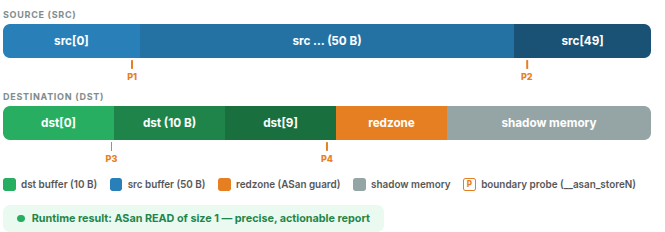 SOURCE (SRC)
src[0] src ... (50 B) src[49]
P1 P2
DESTINATION (DST)
dst[0] dst (10 B) dst[9] redzone shadow memory
P3 P4
dst buffer (10 B) src buffer (50 B) redzone (ASan guard) shadow memory P boundary probe (__asan_storeN)
Runtime result: ASan READ of size 1 — precise, actionable report